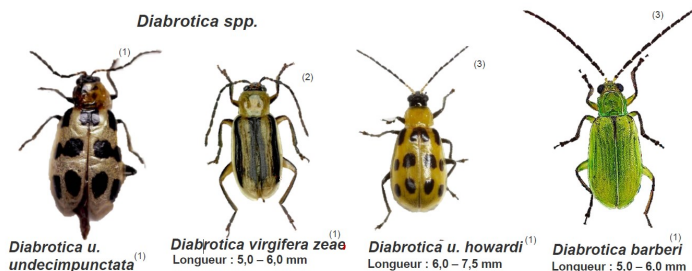 Diabrotica spp.
(1)
(2)
(3)
(3)
Diabrotica u.
undecimpunctata (1)
Diabrotica virgifera zeae (1)
Longueur : 5,0 – 6,0 mm
Diabrotica u. howardi (1)
Longueur : 6,0 – 7,5 mm
Diabrotica barberi (1)
Longueur : 5.0 – 6.0 mm